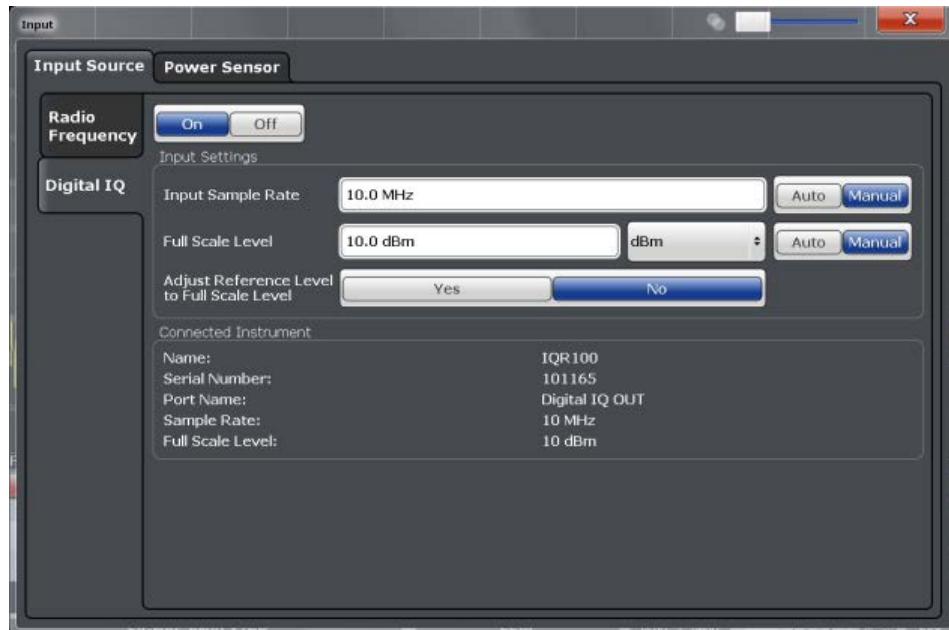 Input
Input Source Power Sensor
Radio
Frequency
On Off
Input Settings
Digital IQ
Input Sample Rate 10.0 MHz Auto Manual
Full Scale Level 10.0 dBm dBm Auto Manual
Adjust Reference Level
to Full Scale Level
Yes No
Connected Instrument
Name: IQR100
Serial Number: 101165
Port Name: Digital IQ OUT
Sample Rate: 10 MHz
Full Scale Level: 10 dBm